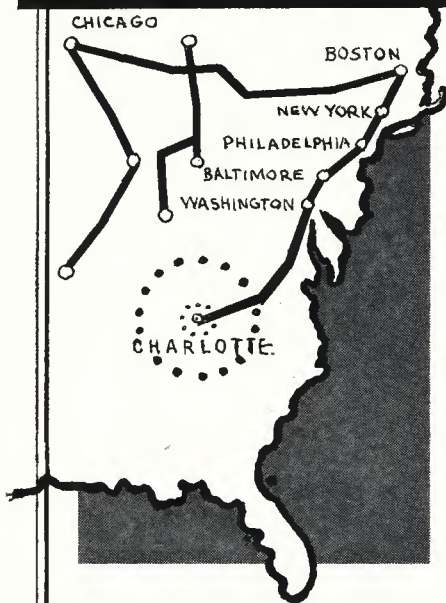 CHICAGO
BOSTON
NEW YORK
PHILADELPHIA
BALTIMORE
WASHINGTON
CHARLOTTE